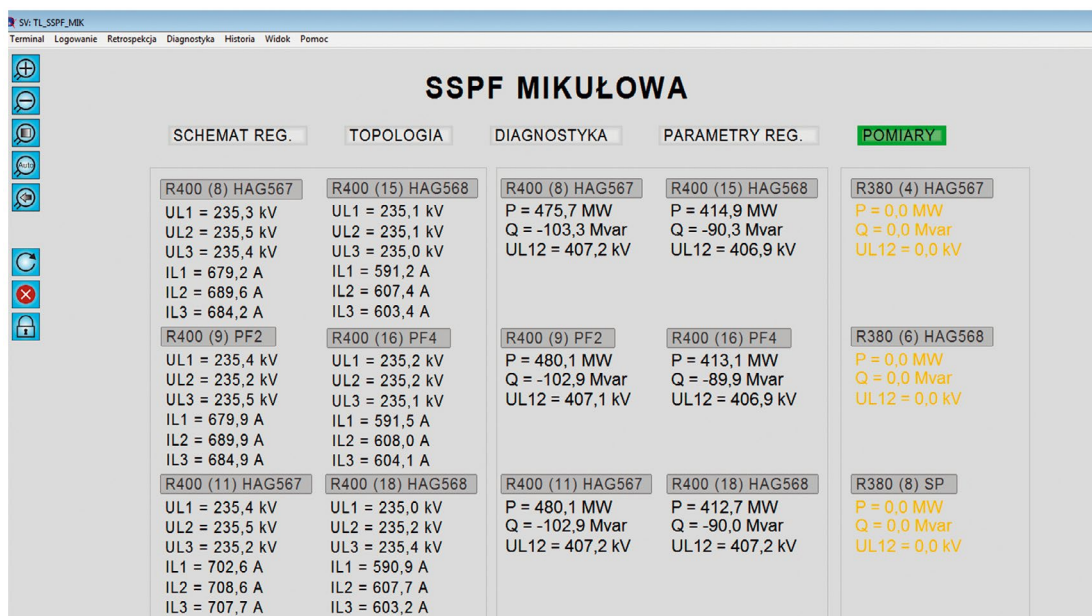 SV: TL_SSPF_MIK
Terminal Logowanie Retrospekcja Diagnostyka Historia Widok Pomoc
SSPF MIKUŁOWA
SCHEMAT REG. TOPOLOGIA DIAGNOSTYKA PARAMETRY REG. POMIARY
Auto
R400 (8) HAG567
UL1 = 235,3 kV
UL2 = 235,5 kV
UL3 = 235,4 kV
IL1 = 679,2 A
IL2 = 689,6 A
IL3 = 684,2 A
R400 (9) PF2
UL1 = 235,4 kV
UL2 = 235,2 kV
UL3 = 235,5 kV
IL1 = 679,9 A
IL2 = 689,9 A
IL3 = 684,9 A
R400 (11) HAG567
UL1 = 235,4 kV
UL2 = 235,5 kV
UL3 = 235,2 kV
IL1 = 702,6 A
IL2 = 708,6 A
IL3 = 707,7 A
R400 (15) HAG568
UL1 = 235,1 kV
UL2 = 235,1 kV
UL3 = 235,0 kV
IL1 = 591,2 A
IL2 = 607,4 A
IL3 = 603,4 A
R400 (16) PF4
UL1 = 235,2 kV
UL2 = 235,2 kV
UL3 = 235,1 kV
IL1 = 591,5 A
IL2 = 608,0 A
IL3 = 604,1 A
R400 (18) HAG568
UL1 = 235,0 kV
UL2 = 235,2 kV
UL3 = 235,4 kV
IL1 = 590,9 A
IL2 = 607,7 A
IL3 = 603,2 A
R400 (8) HAG567
P = 475,7 MW
Q = -103,3 Mvar
UL12 = 407,2 kV
R400 (9) PF2
P = 480,1 MW
Q = -102,9 Mvar
UL12 = 407,1 kV
R400 (11) HAG567
P = 480,1 MW
Q = -102,9 Mvar
UL12 = 407,2 kV
R400 (15) HAG568
P = 414,9 MW
Q = -90,3 Mvar
UL12 = 406,9 kV
R400 (16) PF4
P = 413,1 MW
Q = -89,9 Mvar
UL12 = 406,9 kV
R400 (18) HAG568
P = 412,7 MW
Q = -90,0 Mvar
UL12 = 407,2 kV
R380 (4) HAG567
P = 0,0 MW
Q = 0,0 Mvar
UL12 = 0,0 kV
R380 (6) HAG568
P = 0,0 MW
Q = 0,0 Mvar
UL12 = 0,0 kV
R380 (8) SP
P = 0,0 MW
Q = 0,0 Mvar
UL12 = 0,0 kV